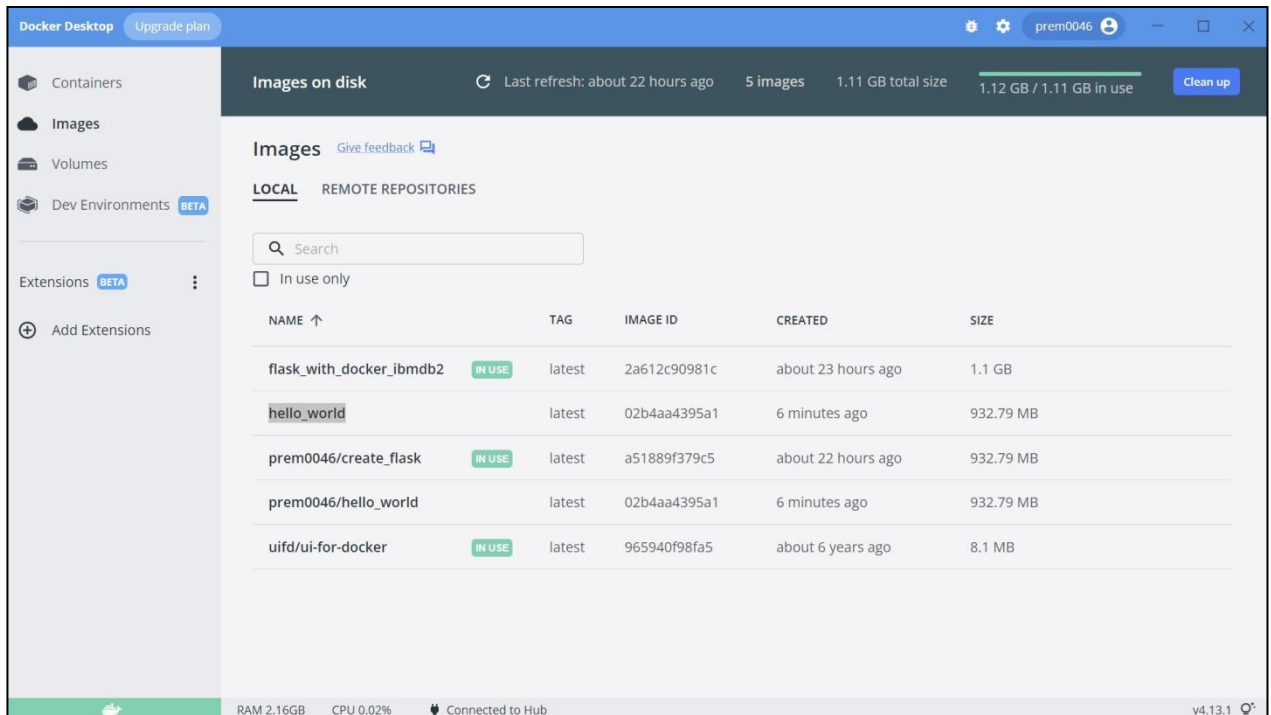 Docker Desktop Upgrade plan prem0046
Containers
Images
Volumes
Dev Environments BETA
Extensions BETA
Add Extensions
Images on disk Last refresh: about 22 hours ago 5 images 1.11 GB total size 1.12 GB / 1.11 GB in use Clean up
Images Give feedback
LOCAL REMOTE REPOSITORIES
Search
In use only
NAME TAG IMAGE ID CREATED SIZE
flask_with_docker_ibmdb2 IN USE latest 2a612c90981c about 23 hours ago 1.1 GB
hello_world latest 02b4aa4395a1 6 minutes ago 932.79 MB
prem0046/create_flask IN USE latest a51889f379c5 about 22 hours ago 932.79 MB
prem0046/hello_world latest 02b4aa4395a1 6 minutes ago 932.79 MB
uifd/ui-for-docker IN USE latest 965940f98fa5 about 6 years ago 8.1 MB
RAM 2.16GB CPU 0.02% Connected to Hub v4.13.1